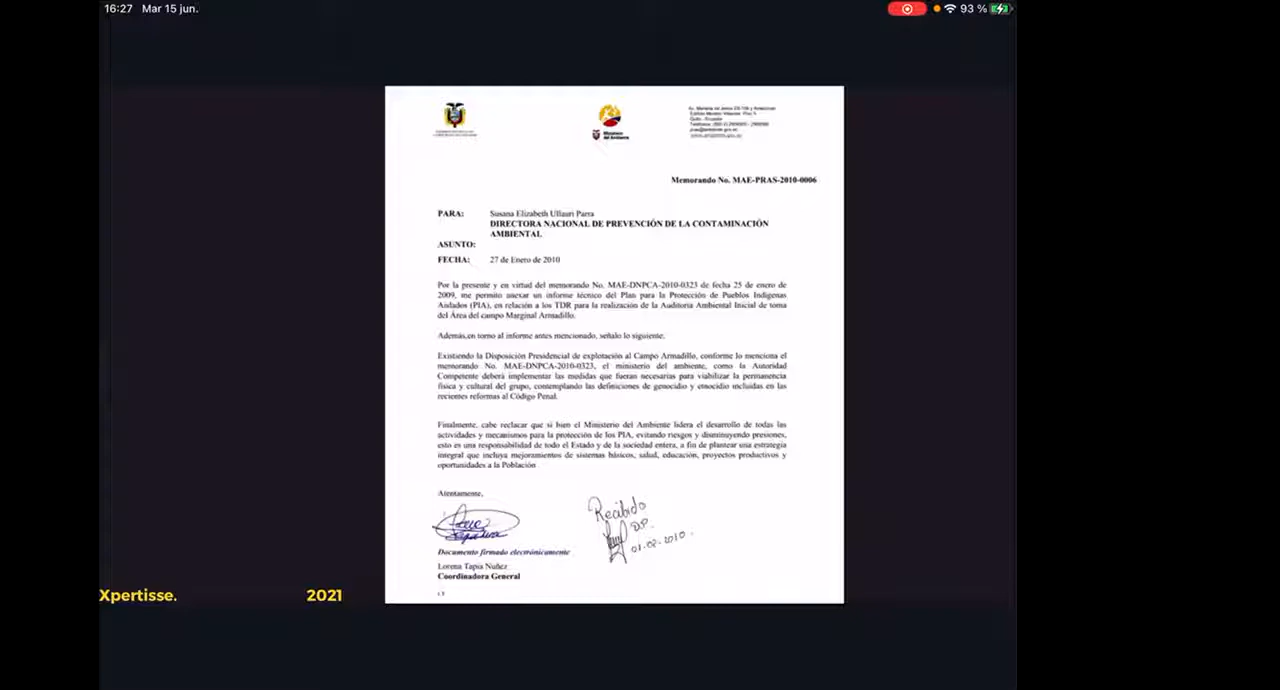 16:27 Mar 15 jun.
93 %
Ministerio
del Ambiente
Quito - Ecuador
Memorando No. MAE-PRAS-2010-0006
PARA: Susana Elizabeth Ullauri Parra
DIRECTORA NACIONAL DE PREVENCIÓN DE LA CONTAMINACIÓN
AMBIENTAL
ASUNTO:
FECHA: 27 de Enero de 2010
Por la presente y en virtud del memorando No. MAE-DNPCA-2010-0323 de fecha 25 de enero de
2009, me permito anexar un informe técnico del Plan para la Protección de Pueblos Indígenas
Aislados (PIA), en relación a los TDR para la realización de la Auditoria Ambiental Inicial de toma
del Área del campo Marginal Armadillo.
Además,en torno al informe antes mencionado, señalo lo siguiente.
Existiendo la Disposición Presidencial de explotación al Campo Armadillo, conforme lo menciona el
memorando No. MAE-DNPCA-2010-0323, el ministerio del ambiente, como la Autoridad
Competente deberá implementar las medidas que fueran necesarias para viabilizar la permanencia
física y cultural del grupo, contemplando las definiciones de genocidio y etnocidio incluidas en las
recientes reformas al Código Penal.
Finalmente, cabe reclacar que si bien el Ministerio del Ambiente lidera el desarrollo de todas las
actividades y mecanismos para la protección de los PIA, evitando riesgos y disminuyendo presiones,
esto es una responsabilidad de todo el Estado y de la sociedad entera, a fin de plantear una estrategia
integral que incluya mejoramientos de sistemas básicos, salud, educación, proyectos productivos y
oportunidades a la Población
Atentamente,
Recibido
01.02.2010.
Documento firmado electrónicamente
Lorena Tapia Nuñez
Coordinadora General
Xpertisse. 2021